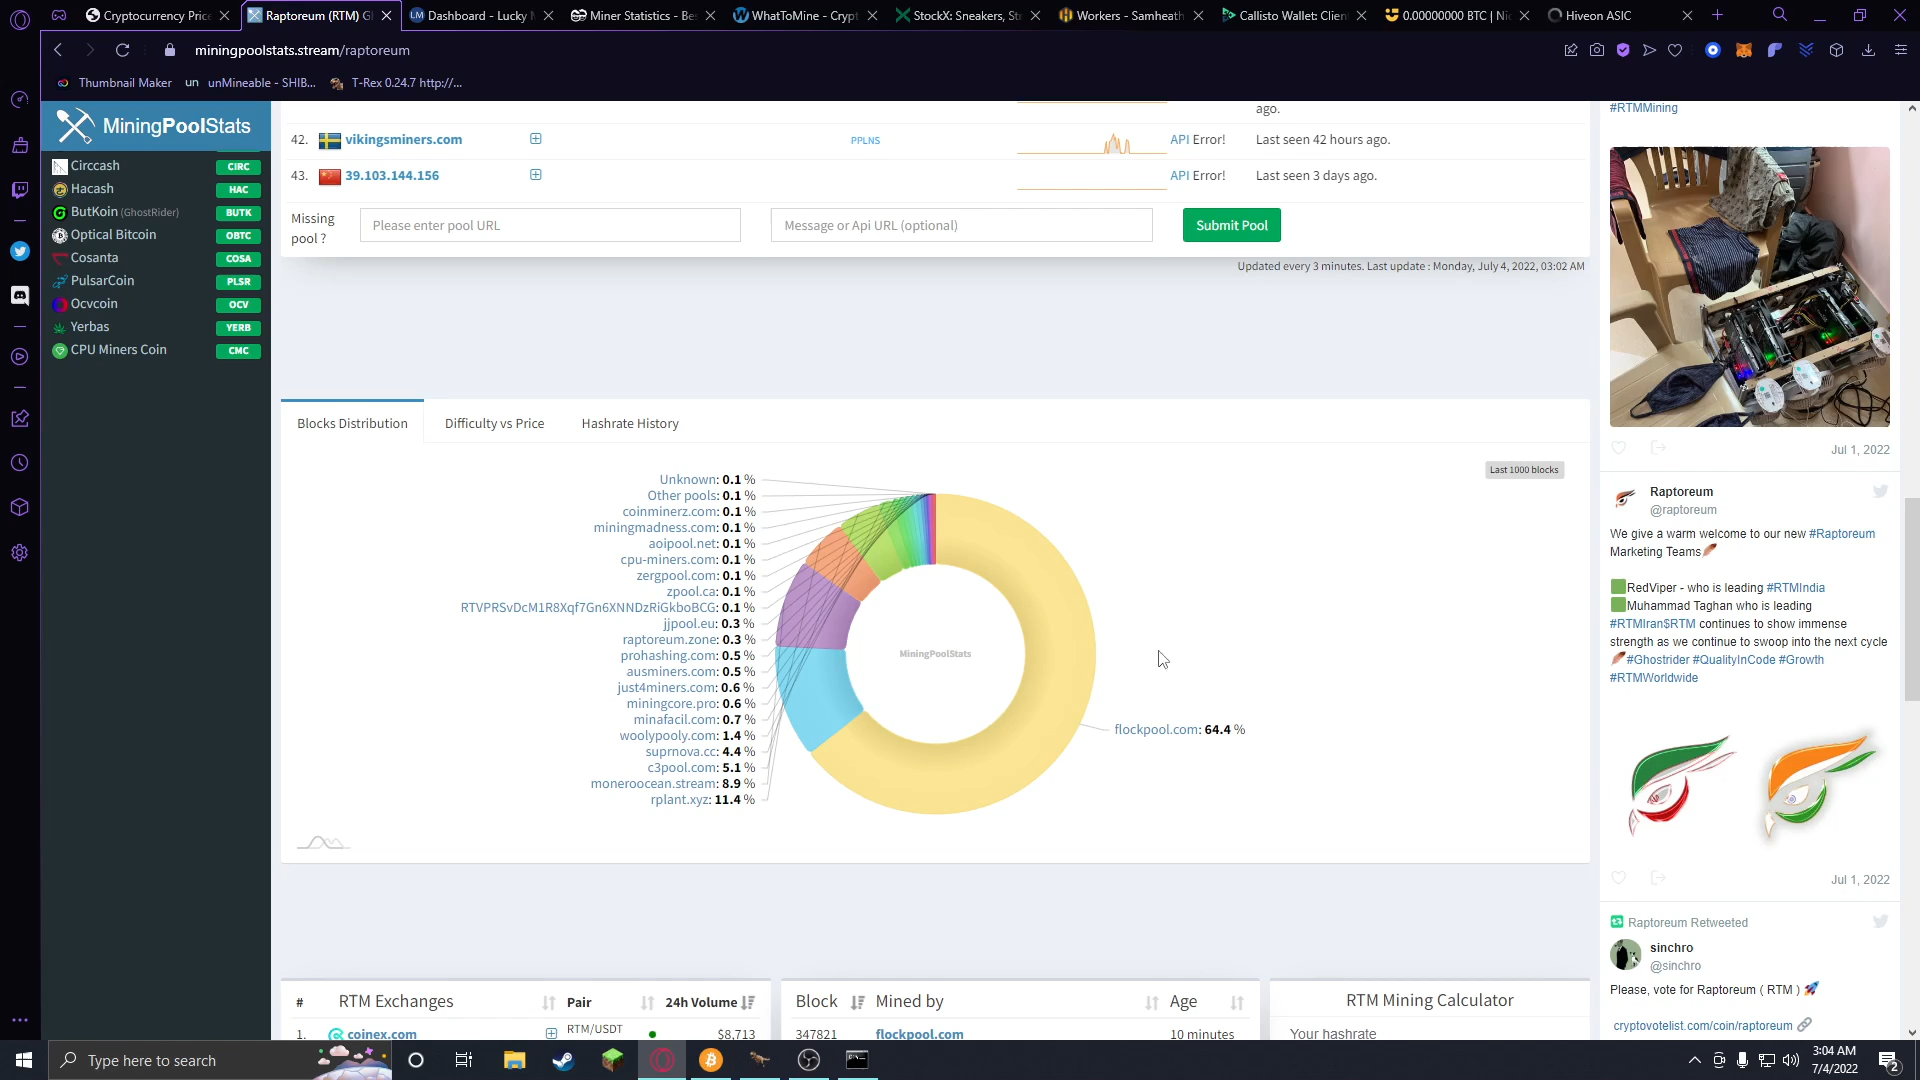 Cryptocurrency Pric
Raptoreum (RTM) G
Dashboard - Lucky M
Miner Statistics - Be
WhatToMine - Crypt
StockX: Sneakers, St
Workers - Samheath
Callisto Wallet: Clien
0.00000000 BTC | Ni
Hiveon ASIC
miningpoolstats.stream/raptoreum
Thumbnail Maker
un unMineable - SHIB...
T-Rex 0.24.7 http://...
MiningPoolStats
Circcash CIRC
Hacash HAC
ButKoin (GhostRider) BUTK
Optical Bitcoin OBTC
Cosanta COSA
PulsarCoin PLSR
Ocvcoin OCV
Yerbas YERB
CPU Miners Coin CMC
ago.
42. vikingsminers.com PPLNS API Error! Last seen 42 hours ago.
43. 39.103.144.156 API Error! Last seen 3 days ago.
Missing pool ?
Please enter pool URL
Message or Api URL (optional)
Submit Pool
Updated every 3 minutes. Last update : Monday, July 4, 2022, 03:02 AM
Blocks Distribution
Difficulty vs Price
Hashrate History
Last 1000 blocks
Unknown: 0.1 %
Other pools: 0.1 %
coinminerz.com: 0.1 %
miningmadness.com: 0.1 %
aoipool.net: 0.1 %
cpu-miners.com: 0.1 %
zergpool.com: 0.1 %
zpool.ca: 0.1 %
RTVPRSvDcM1R8Xqf7Gn6XNNDzRiGkboBCG: 0.1 %
jjpool.eu: 0.3 %
raptoreum.zone: 0.3 %
prohashing.com: 0.5 %
ausminers.com: 0.5 %
just4miners.com: 0.6 %
miningcore.pro: 0.6 %
minafacil.com: 0.7 %
woolypooly.com: 1.4 %
suprnova.cc: 4.4 %
c3pool.com: 5.1 %
moneroocean.stream: 8.9 %
rplant.xyz: 11.4 %
MiningPoolStats
flockpool.com: 64.4 %
# RTM Exchanges Pair 24h Volume
1. coinex.com RTM/USDT $8,713
Block Mined by Age
347821 flockpool.com 10 minutes
RTM Mining Calculator
Your hashrate
#RTMMining
Jul 1, 2022
Raptoreum
@raptoreum
We give a warm welcome to our new #Raptoreum
Marketing Teams
RedViper - who is leading #RTMIndia
Muhammad Taghan who is leading
#RTMIran$RTM continues to show immense
strength as we continue to swoop into the next cycle
#Ghostrider #QualityInCode #Growth
#RTMWorldwide
Jul 1, 2022
Raptoreum Retweeted
sinchro
@sinchro
Please, vote for Raptoreum ( RTM )
cryptovotelist.com/coin/raptoreum
Type here to search
3:04 AM
7/4/2022
2